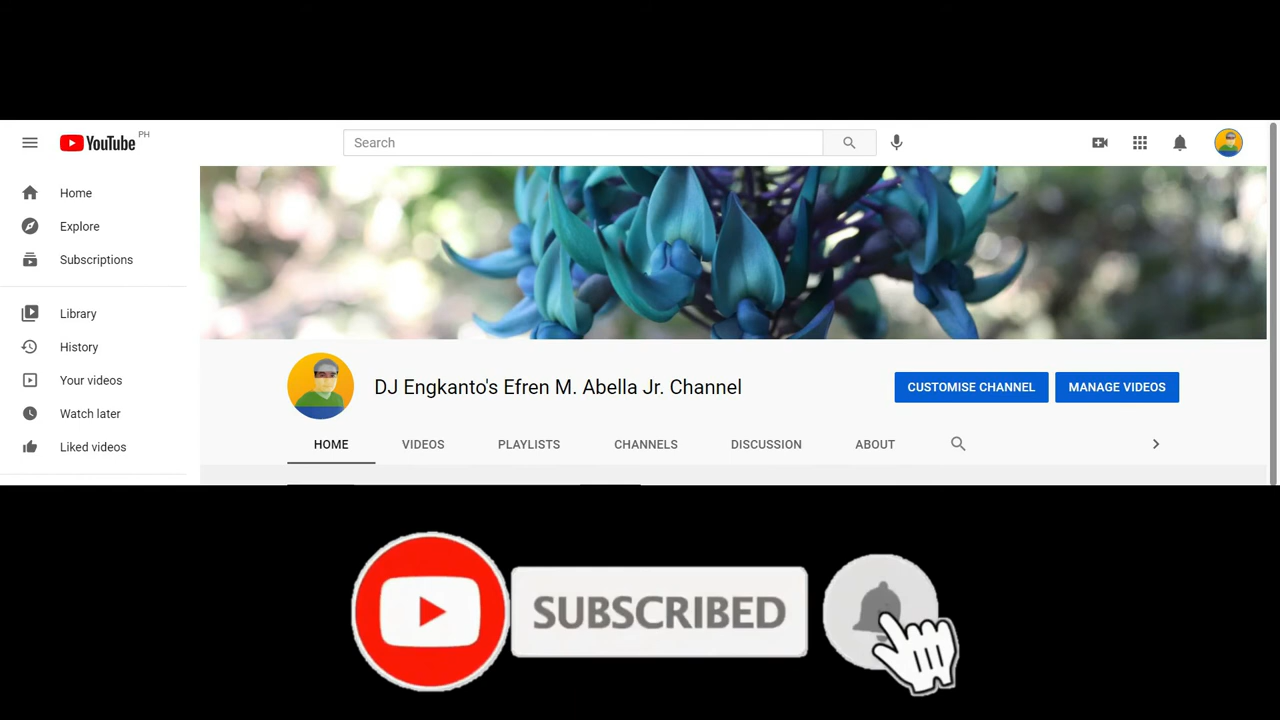 YouTube PH
Search
Home
Explore
Subscriptions
Library
History
Your videos
Watch later
Liked videos
DJ Engkanto's Efren M. Abella Jr. Channel
CUSTOMISE CHANNEL
MANAGE VIDEOS
HOME VIDEOS PLAYLISTS CHANNELS DISCUSSION ABOUT
SUBSCRIBED